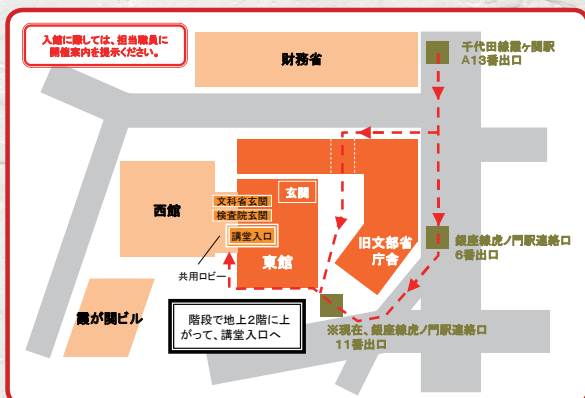 入館に際しては、担当職員に
開催案内を提示ください。
財務省
千代田線霞ヶ関駅
A13番出口
西館
文科省玄関
検査院玄関
講堂入口
玄関
東館
旧文部省
庁舎
銀座線虎ノ門駅連絡口
6番出口
共用ロビー
霞が関ビル
階段で地上2階に上
がって、講堂入口へ
※現在、銀座線虎ノ門駅連絡口
11番出口